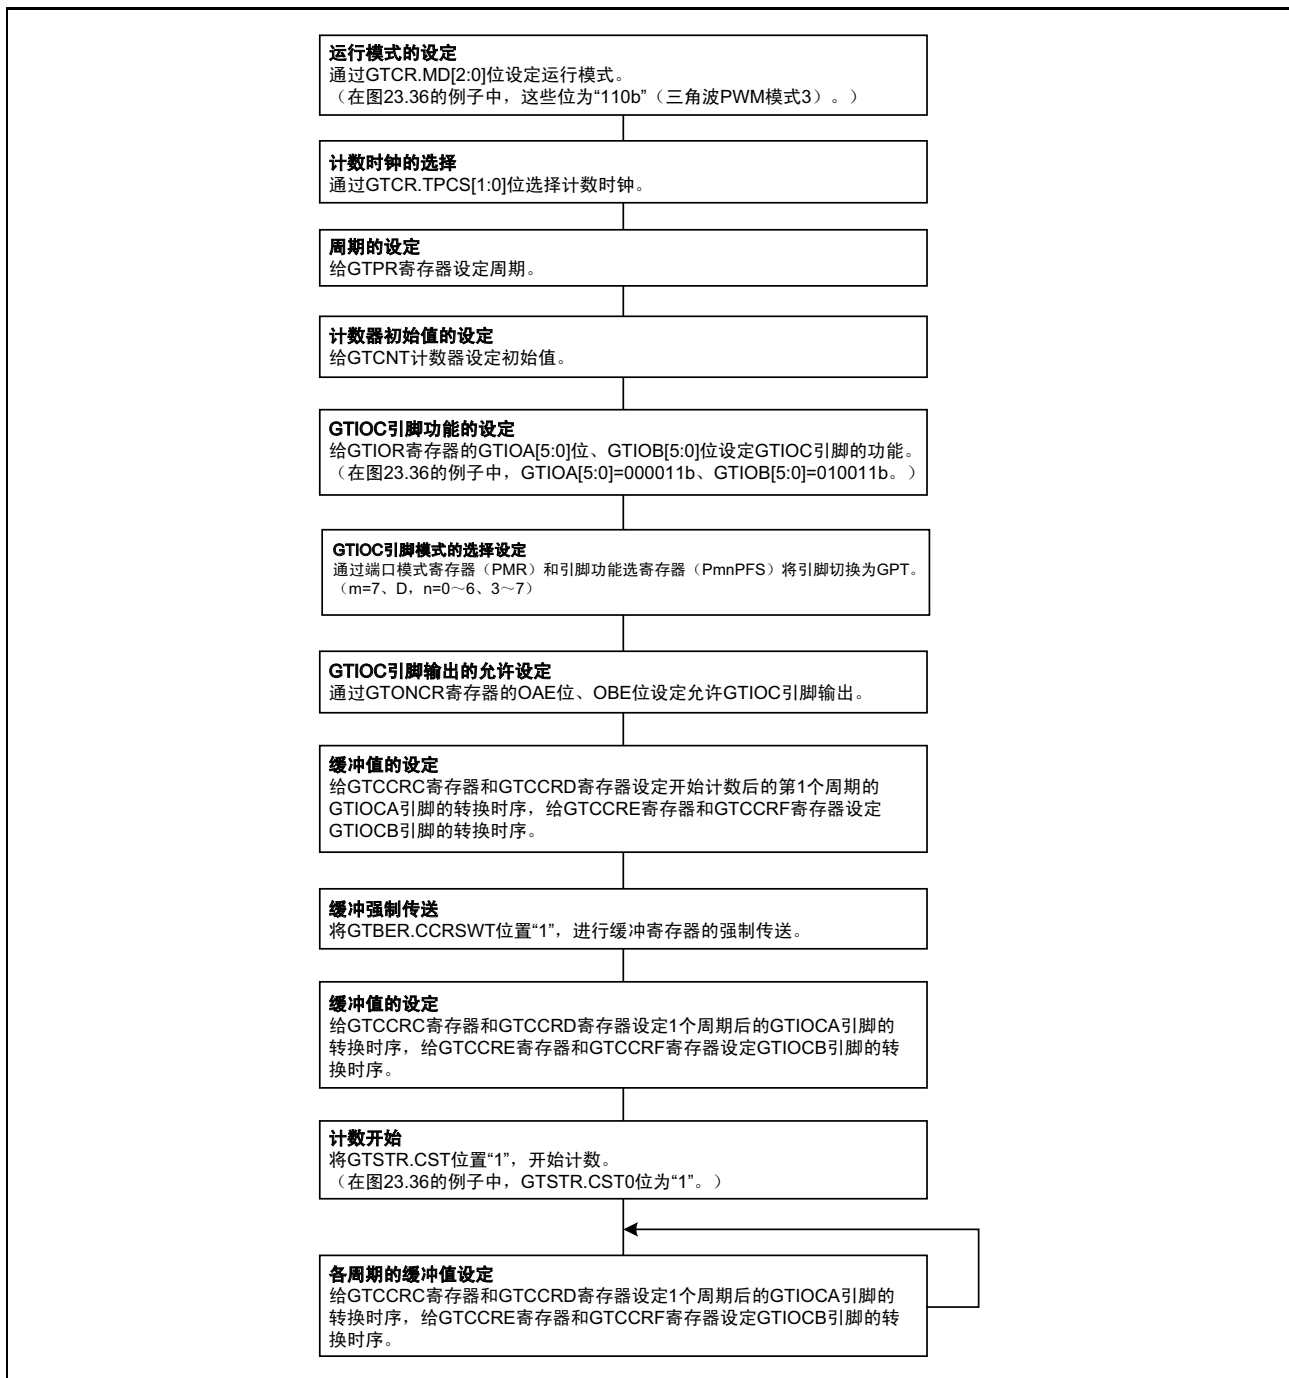 运行模式的设定
通过GTCR.MD[2:0]位设定运行模式。
（在图23.36的例子中，这些位为“110b”（三角波PWM模式3）。）
计数时钟的选择
通过GTCR.TPCS[1:0]位选择计数时钟。
周期的设定
给GTPR寄存器设定周期。
计数器初始值的设定
给GTCNT计数器设定初始值。
GTIOC引脚功能的设定
给GTIOR寄存器的GTIOA[5:0]位、GTIOB[5:0]位设定GTIOC引脚的功能。
（在图23.36的例子中，GTIOA[5:0]=000011b、GTIOB[5:0]=010011b。）
GTIOC引脚模式的选择设定
通过端口模式寄存器（PMR）和引脚功能选寄存器（PmnPFS）将引脚切换为GPT。
（m=7、D，n=0～6、3～7）
GTIOC引脚输出的允许设定
通过GTONCR寄存器的OAE位、OBE位设定允许GTIOC引脚输出。
缓冲值的设定
给GTCCRC寄存器和GTCCRD寄存器设定开始计数后的第1个周期的
GTIOCA引脚的转换时序，给GTCCRE寄存器和GTCCRF寄存器设定
GTIOCB引脚的转换时序。
缓冲强制传送
将GTBER.CCRSWT位置“1”，进行缓冲寄存器的强制传送。
缓冲值的设定
给GTCCRC寄存器和GTCCRD寄存器设定1个周期后的GTIOCA引脚的
转换时序，给GTCCRE寄存器和GTCCRF寄存器设定GTIOCB引脚的转
换时序。
计数开始
将GTSTR.CST位置“1”，开始计数。
（在图23.36的例子中，GTSTR.CST0位为“1”。）
各周期的缓冲值设定
给GTCCRC寄存器和GTCCRD寄存器设定1个周期后的GTIOCA引脚的
转换时序，给GTCCRE寄存器和GTCCRF寄存器设定GTIOCB引脚的转
换时序。